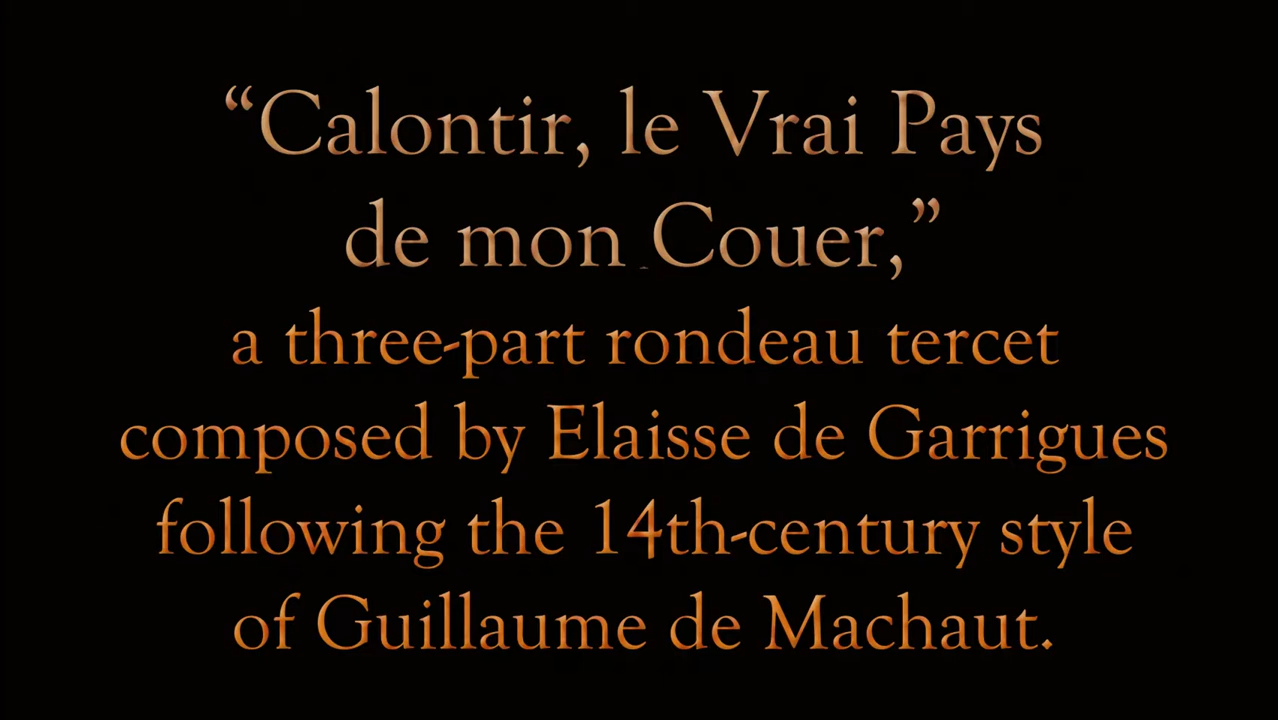 “Calontir, le Vrai Pays
de mon Couer,”
a three-part rondeau tercet
composed by Elaisse de Garrigues
following the 14th-century style
of Guillaume de Machaut.